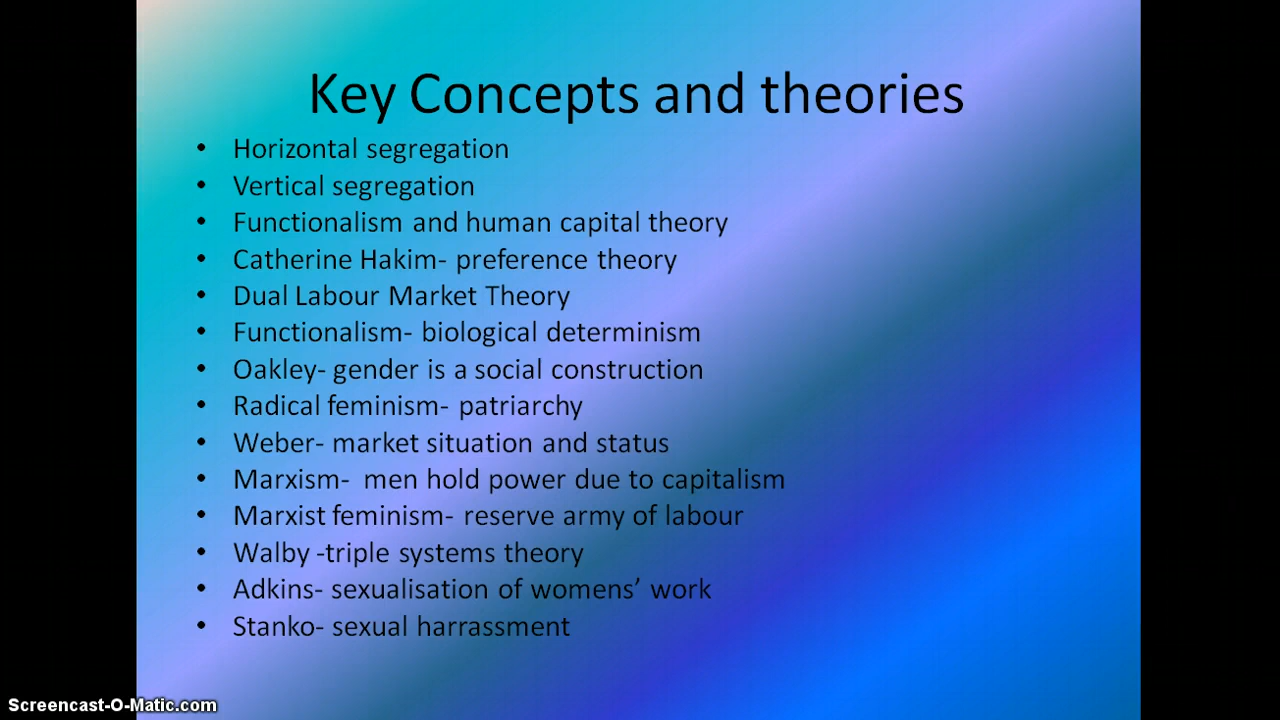 Key Concepts and theories
• Horizontal segregation
• Vertical segregation
• Functionalism and human capital theory
• Catherine Hakim- preference theory
• Dual Labour Market Theory
• Functionalism- biological determinism
• Oakley- gender is a social construction
• Radical feminism- patriarchy
• Weber- market situation and status
• Marxism-  men hold power due to capitalism
• Marxist feminism- reserve army of labour
• Walby -triple systems theory
• Adkins- sexualisation of womens’ work
• Stanko- sexual harrassment
Screencast-O-Matic.com